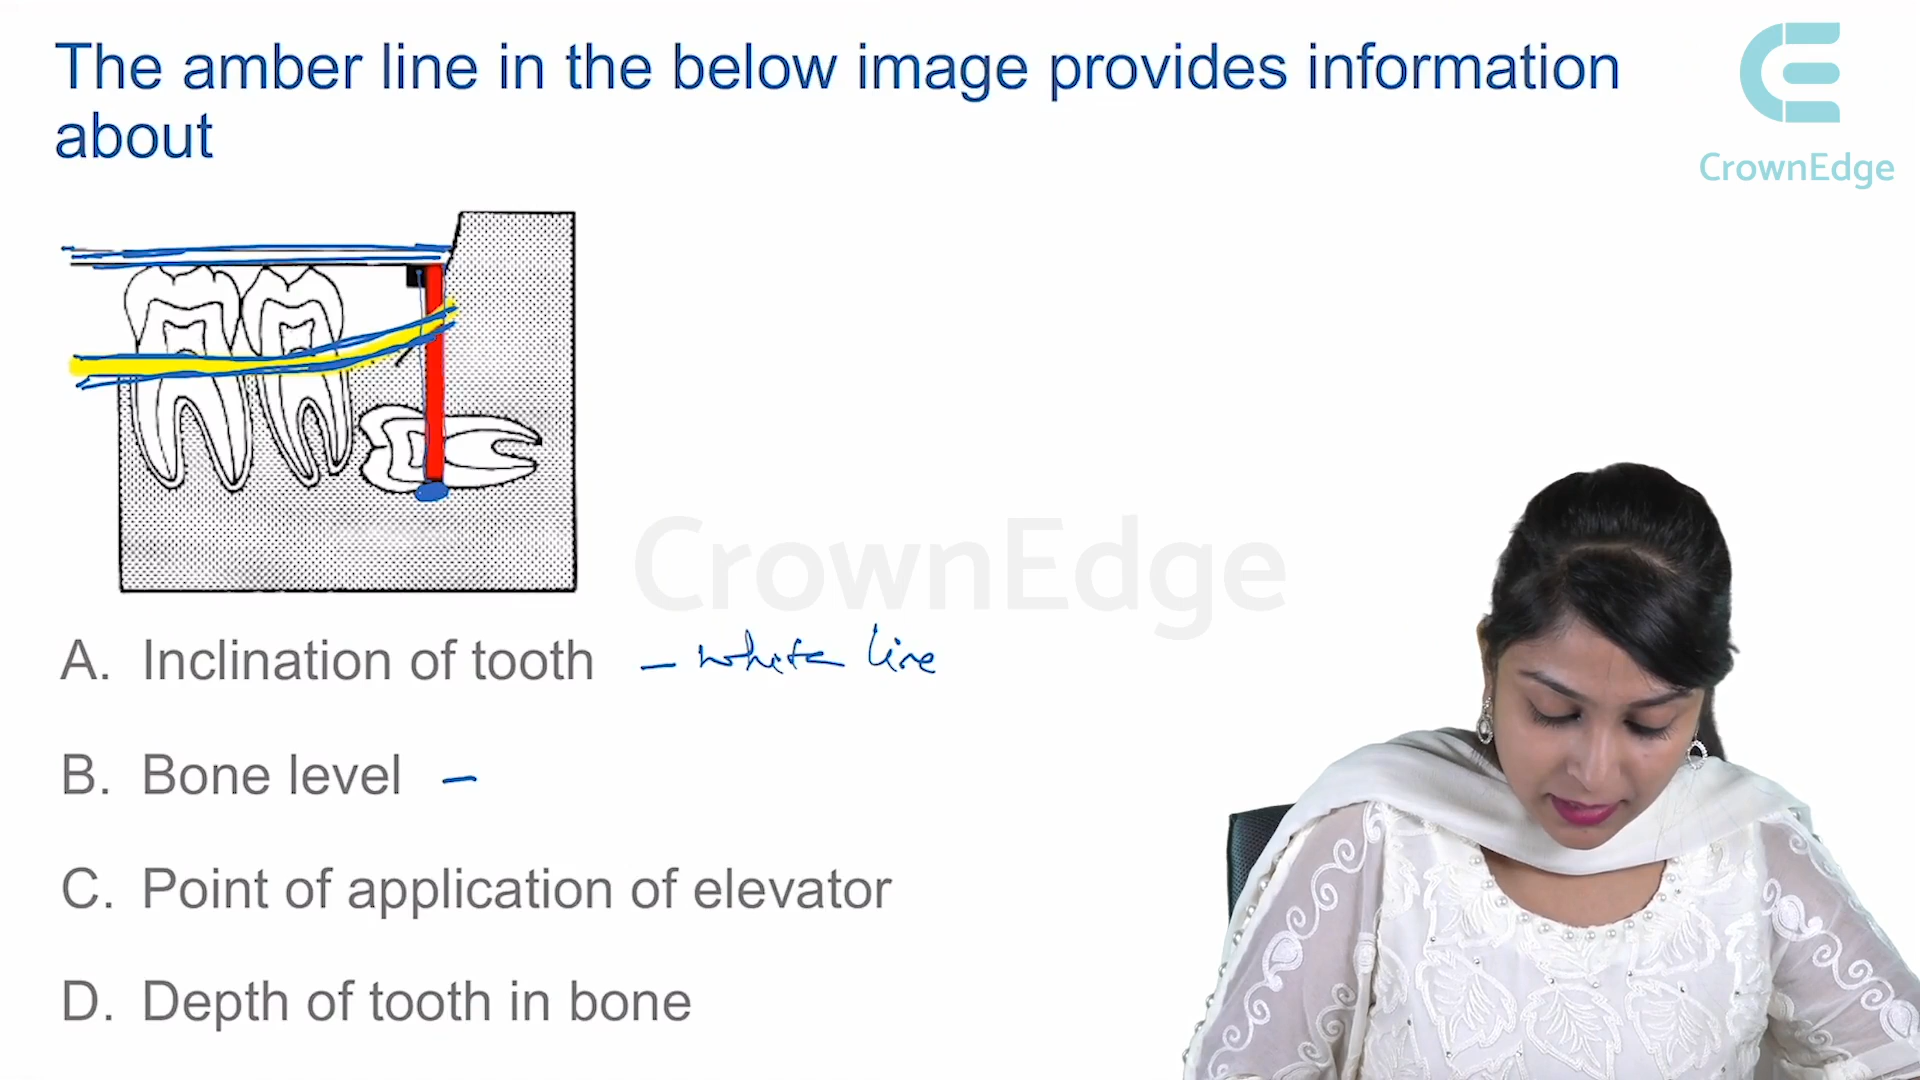 The amber line in the below image provides information
about
CrownEdge
CrownEdge
A. Inclination of tooth – white line
B. Bone level –
C. Point of application of elevator
D. Depth of tooth in bone